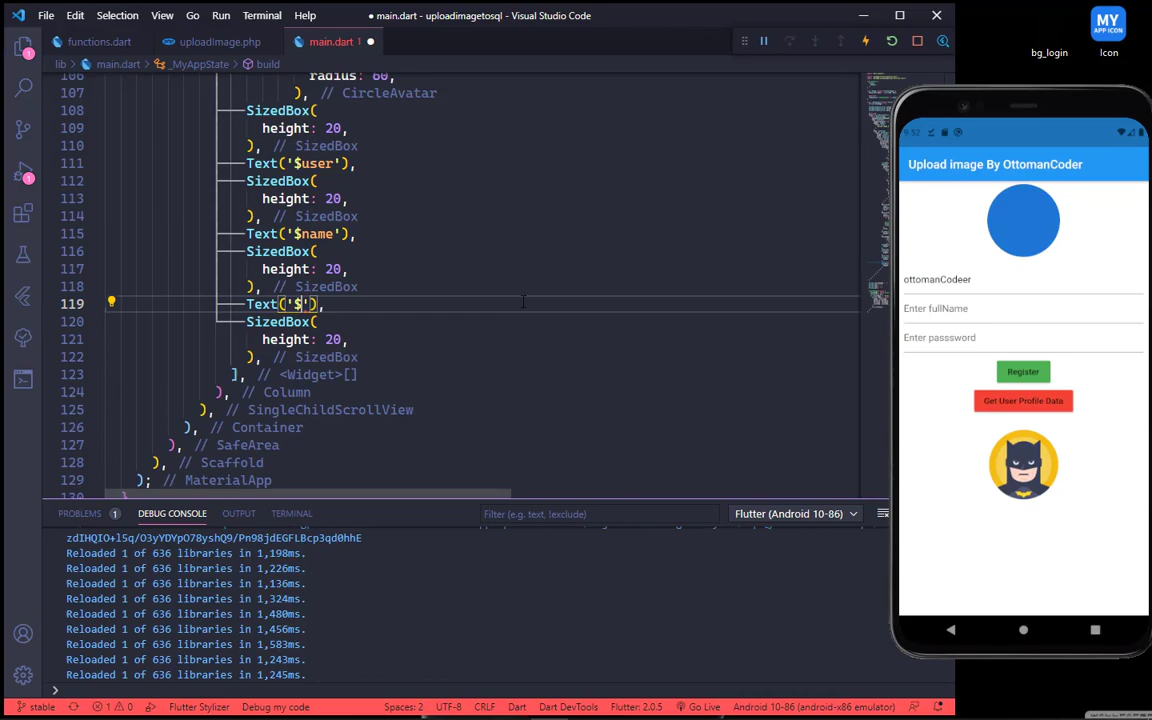 File Edit Selection View Go Run Terminal Help
● main.dart - uploadimagetosql - Visual Studio Code
MY
APP ICON
bg_login Icon
functions.dart uploadImage.php main.dart 1 ●
lib > main.dart > _MyAppState > build
106 radius: 60,
107 ), // CircleAvatar
108 SizedBox(
109 height: 20,
110 ), // SizedBox
111 Text('$user'),
112 SizedBox(
113 height: 20,
114 ), // SizedBox
115 Text('$name'),
116 SizedBox(
117 height: 20,
118 ), // SizedBox
119 Text('$'),
120 SizedBox(
121 height: 20,
122 ), // SizedBox
123 ], // <Widget>[]
124 ), // Column
125 ), // SingleChildScrollView
126 ), // Container
127 ), // SafeArea
128 ), // Scaffold
129 ); // MaterialApp
130 }
PROBLEMS 1 DEBUG CONSOLE OUTPUT TERMINAL Filter (e.g. text, !exclude) Flutter (Android 10-86)
zdIHQIO+l5q/O3yYDYpO78yshQ9/Pn98jdEGFLBcp3qd0hhE
Reloaded 1 of 636 libraries in 1,198ms.
Reloaded 1 of 636 libraries in 1,226ms.
Reloaded 1 of 636 libraries in 1,136ms.
Reloaded 1 of 636 libraries in 1,324ms.
Reloaded 1 of 636 libraries in 1,480ms.
Reloaded 1 of 636 libraries in 1,456ms.
Reloaded 1 of 636 libraries in 1,583ms.
Reloaded 1 of 636 libraries in 1,243ms.
Reloaded 1 of 636 libraries in 1,245ms.
>
stable 1 0 Flutter Stylizer Debug my code Spaces: 2 UTF-8 CRLF Dart Dart DevTools Flutter: 2.0.5 Go Live Android 10-86 (android-x86 emulator)
9:52
Upload image By OttomanCoder
ottomanCodeer
Enter fullName
Enter passsword
Register
Get User Profile Data